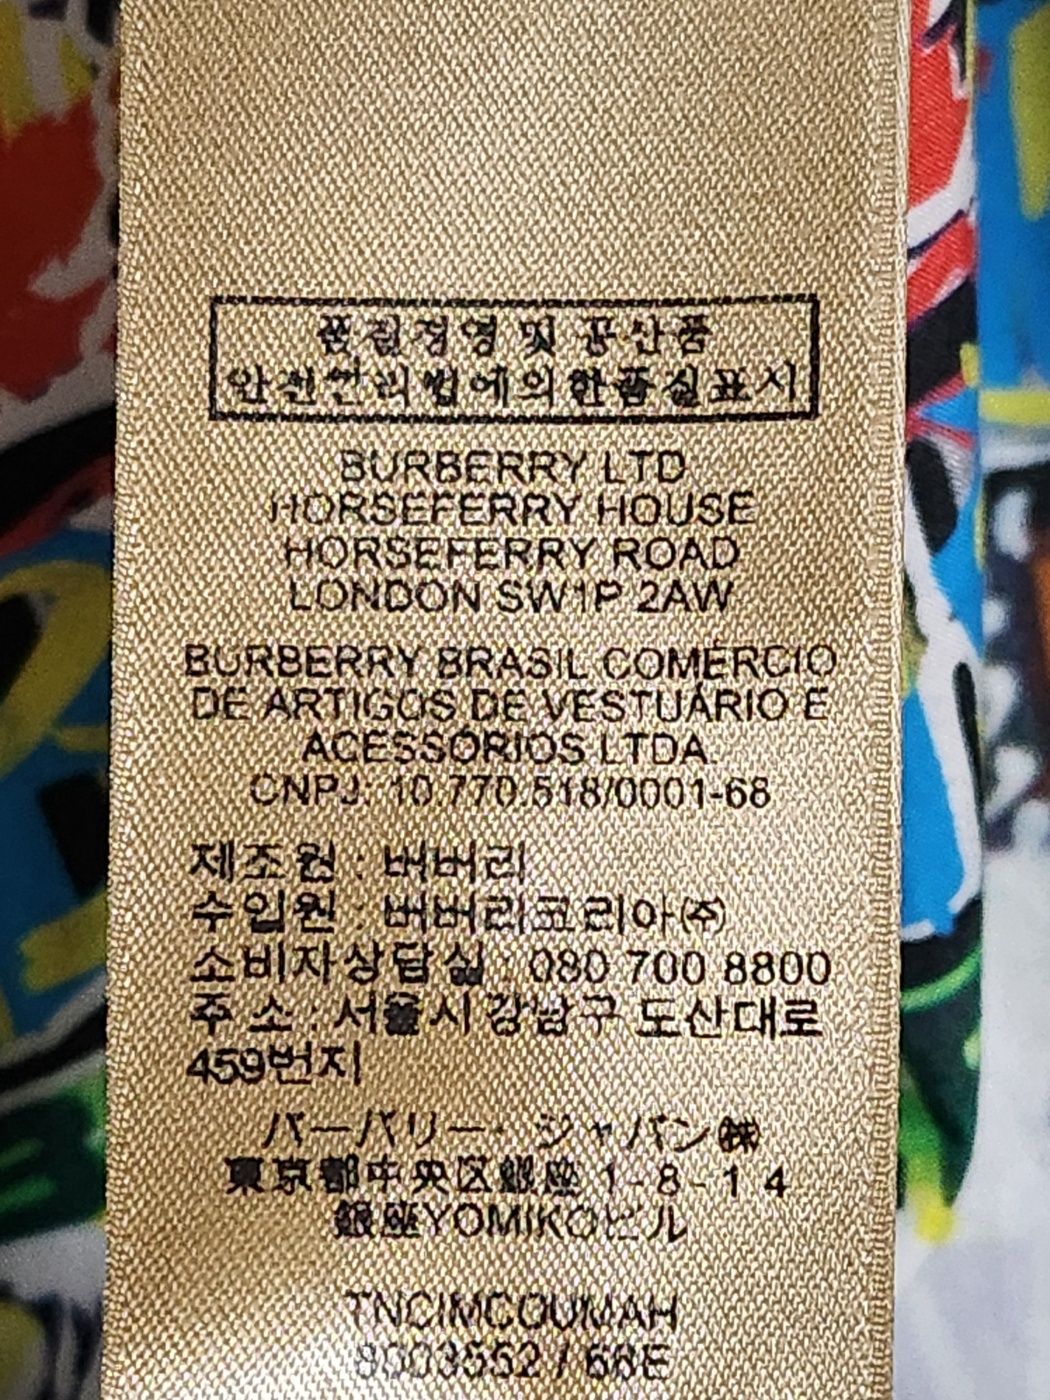 품질경영 및 공산품
안전관리법에의한품질표시
BURBERRY LTD
HORSEFERRY HOUSE
HORSEFERRY ROAD
LONDON SW1P 2AW
BURBERRY BRASIL COMÉRCIO
DE ARTIGOS DE VESTUÁRIO E
ACESSÓRIOS LTDA.
CNPJ: 10.770.518/0001-68
제조원 : 버버리
수입원 : 버버리코리아㈜
소비자상담실 : 080 700 8800
주 소 : 서울시 강남구 도산대로
459번지
バーバリー・ジャパン㈱
東京都中央区銀座 1-8-14
銀座YOMIKOビル
TNCIMCOUMAH
8003552 / 68E